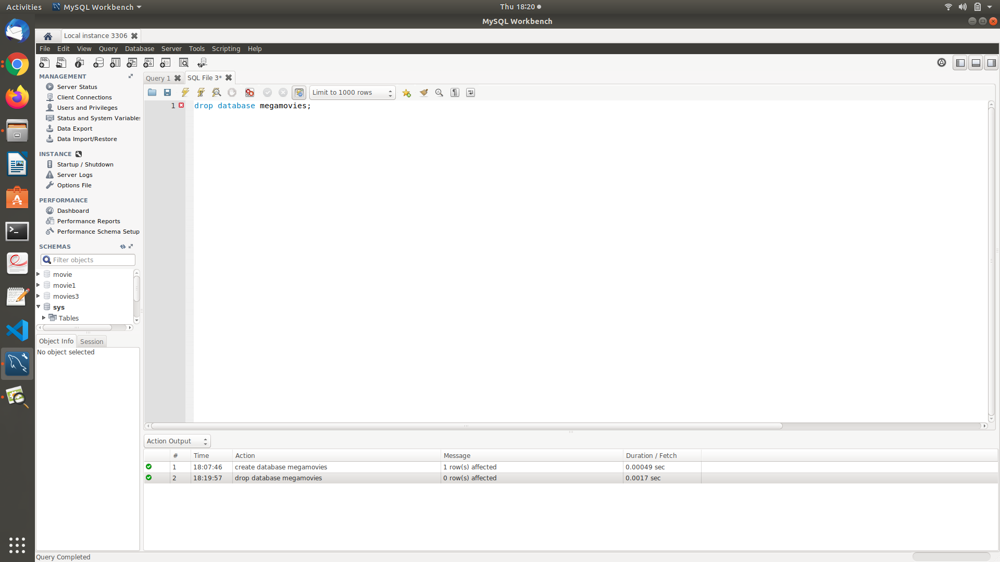 Activities
MySQL Workbench
Thu 18:20
MySQL Workbench
Local instance 3306
File Edit View Query Database Server Tools Scripting Help
MANAGEMENT
Server Status
Client Connections
Users and Privileges
Status and System Variables
Data Export
Data Import/Restore
INSTANCE
Startup / Shutdown
Server Logs
Options File
PERFORMANCE
Dashboard
Performance Reports
Performance Schema Setup
SCHEMAS
Filter objects
movie
movie1
movies3
sys
Tables
Object Info Session
No object selected
Query 1 SQL File 3*
Limit to 1000 rows
1 drop database megamovies;
Action Output
# Time Action Message Duration / Fetch
1 18:07:46 create database megamovies 1 row(s) affected 0.00049 sec
2 18:19:57 drop database megamovies 0 row(s) affected 0.0017 sec
Query Completed